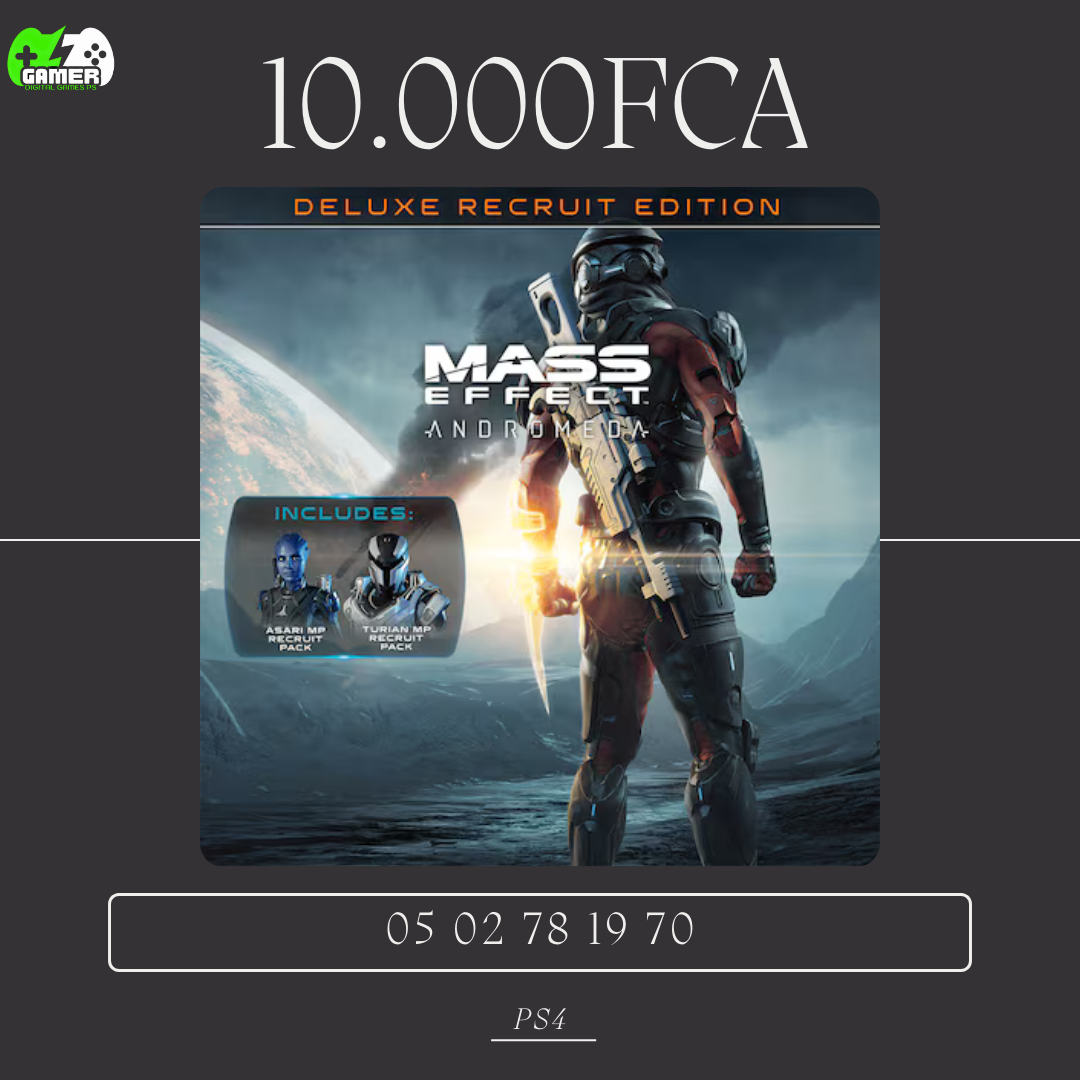 GAMER
DIGITAL GAMES PS
10.000FCA
DELUXE RECRUIT EDITION
MASS
EFFECT
ANDROMEDA
INCLUDES:
ASARI MP
RECRUIT
PACK
TURIAN MP
RECRUIT
PACK
05 02 78 19 70
PS4